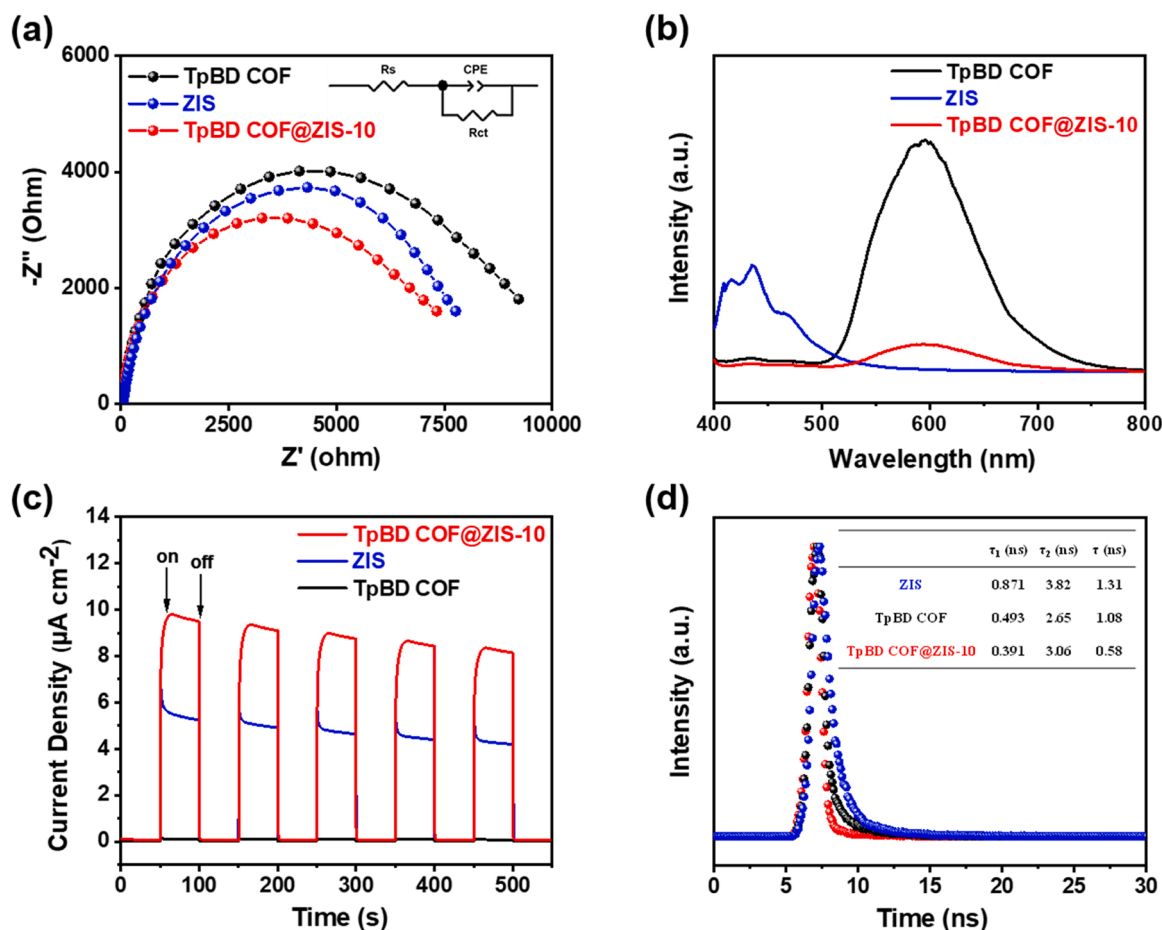 (a)
-Z'' (Ohm)
6000
4000
2000
0
TpBD COF
ZIS
TpBD COF@ZIS-10
Rs
CPE
Rct
0 2500 5000 7500 10000
Z' (ohm)
(b)
Intensity (a.u.)
TpBD COF
ZIS
TpBD COF@ZIS-10
400 500 600 700 800
Wavelength (nm)
(c)
Current Density (µA cm-2)
14
12
10
8
6
4
2
0
TpBD COF@ZIS-10
ZIS
TpBD COF
on off
0 100 200 300 400 500
Time (s)
(d)
Intensity (a.u.)
τ1 (ns) τ2 (ns) τ (ns)
ZIS 0.871 3.82 1.31
TpBD COF 0.493 2.65 1.08
TpBD COF@ZIS-10 0.391 3.06 0.58
0 5 10 15 20 25 30
Time (ns)